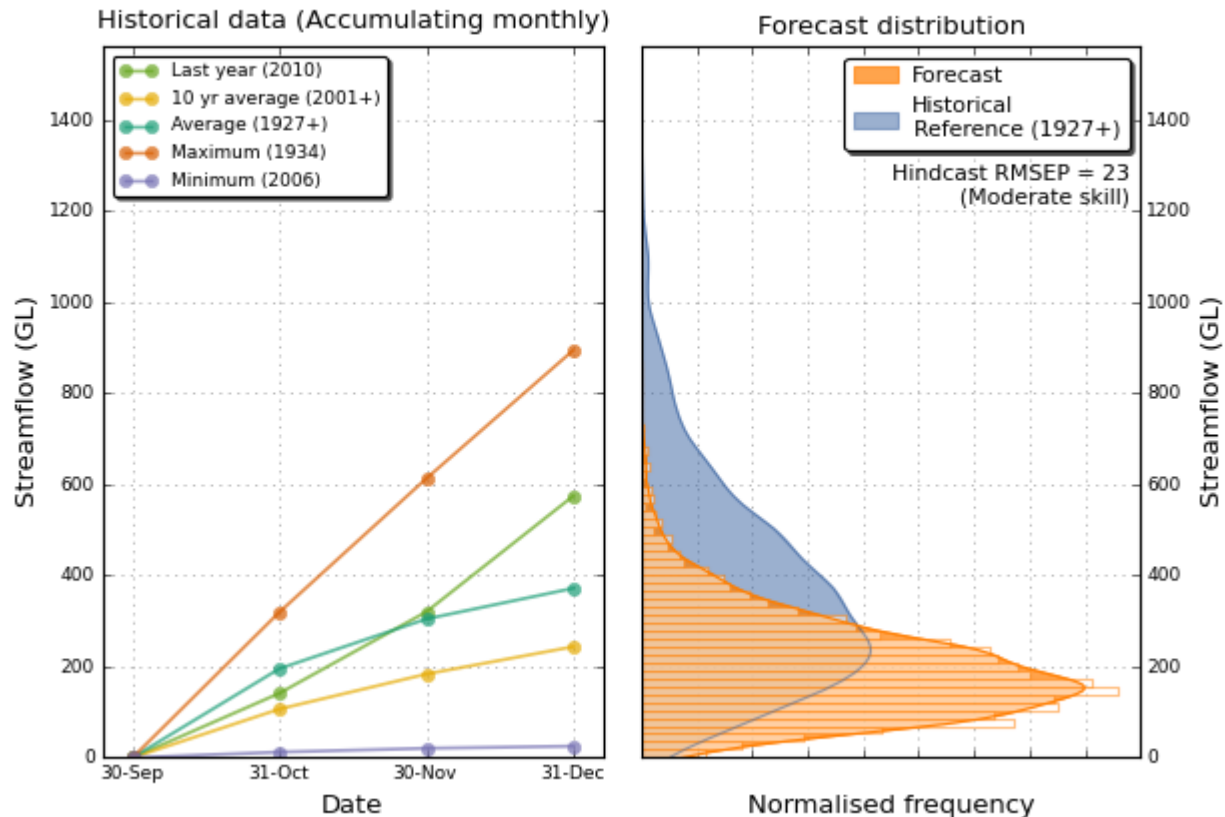 Historical data (Accumulating monthly)
Last year (2010)
10 yr average (2001+)
Average (1927+)
Maximum (1934)
Minimum (2006)
1400
1200
1000
800
600
400
200
0
Streamflow (GL)
30-Sep
31-Oct
30-Nov
31-Dec
Date
Forecast distribution
Forecast
Historical
Reference (1927+)
Hindcast RMSEP = 23
(Moderate skill)
1400
1200
1000
800
600
400
200
0
Streamflow (GL)
Normalised frequency